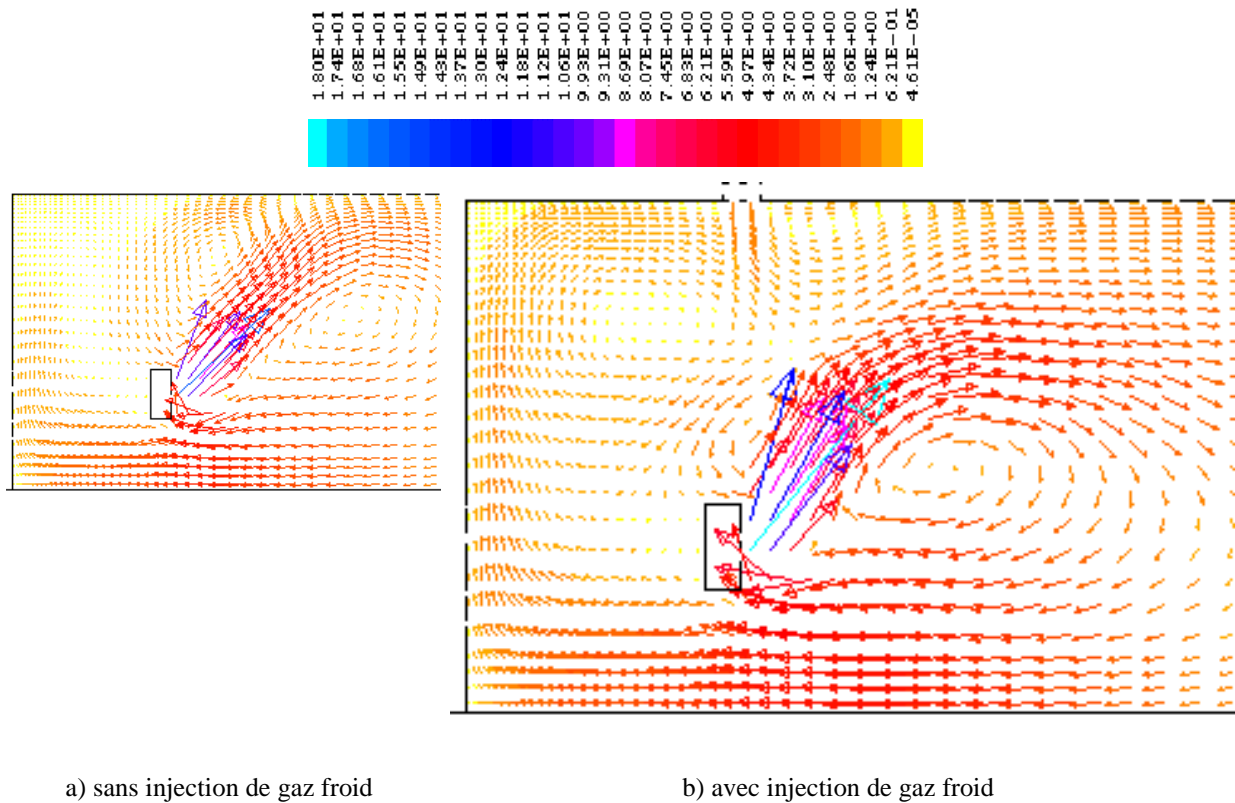 1.80E+01
1.74E+01
1.68E+01
1.61E+01
1.55E+01
1.49E+01
1.43E+01
1.37E+01
1.30E+01
1.24E+01
1.18E+01
1.12E+01
1.06E+01
9.93E+00
9.31E+00
8.69E+00
8.07E+00
7.45E+00
6.83E+00
6.21E+00
5.59E+00
4.97E+00
4.34E+00
3.72E+00
3.10E+00
2.48E+00
1.86E+00
1.24E+00
6.21E-01
4.61E-05
a) sans injection de gaz froid
b) avec injection de gaz froid